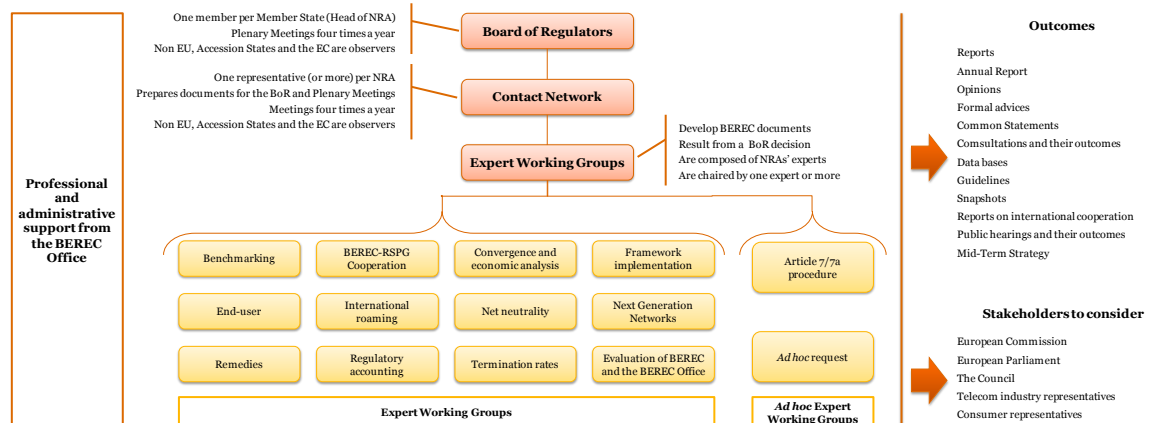 One member per Member State (Head of NRA)
Plenary Meetings four times a year
Non EU, Accession States and the EC are observers
Board of Regulators
One representative (or more) per NRA
Prepares documents for the BoR and Plenary Meetings
Meetings four times a year
Non EU, Accession States and the EC are observers
Contact Network
Expert Working Groups
Develop BEREC documents
Result from a BoR decision
Are composed of NRAs' experts
Are chaired by one expert or more
Professional
and
administrative
support from
the BEREC
Office
Benchmarking
BEREC-RSPG
Cooperation
Convergence and
economic analysis
Framework
implementation
End-user
International
roaming
Net neutrality
Next Generation
Networks
Remedies
Regulatory
accounting
Termination rates
Evaluation of BEREC
and the BEREC Office
Expert Working Groups
Article 7/7a
procedure
Ad hoc request
Ad hoc Expert
Working Groups
Outcomes
Reports
Annual Report
Opinions
Formal advices
Common Statements
Comsultations and their outcomes
Data bases
Guidelines
Snapshots
Reports on international cooperation
Public hearings and their outcomes
Mid-Term Strategy
Stakeholders to consider
European Commission
European Parliament
The Council
Telecom industry representatives
Consumer representatives